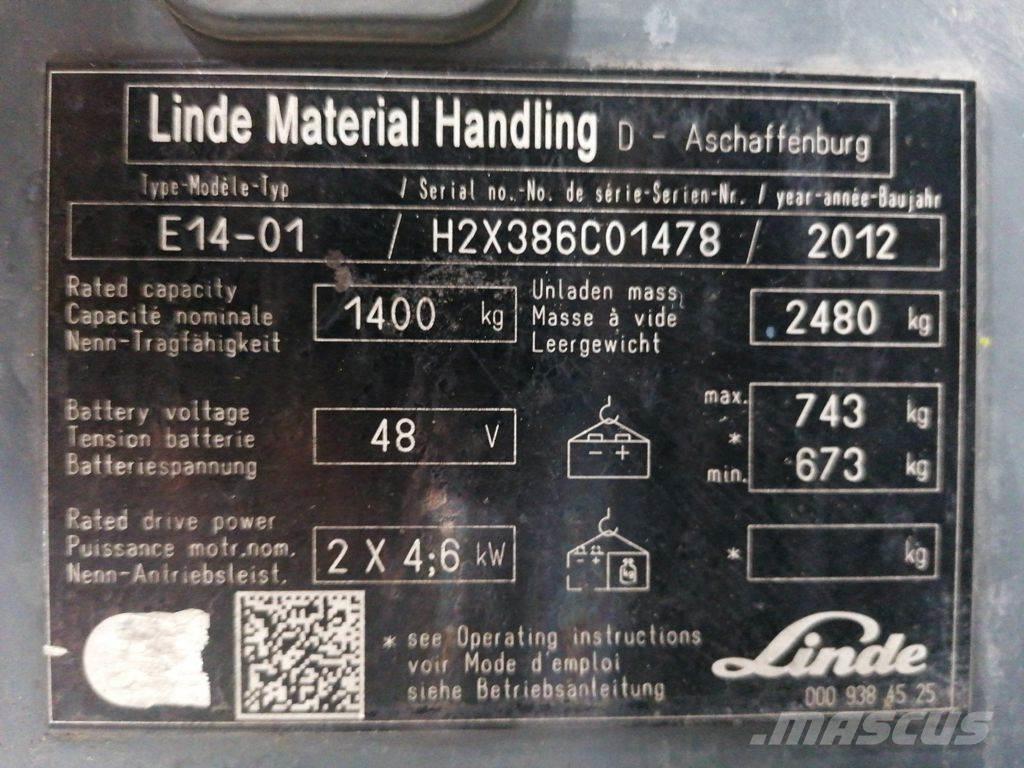 Linde Material Handling D - Aschaffenburg
Type-Modèle-Typ / Serial no.-No. de série-Serien-Nr. / year-année-Baujahr
E14-01 / H2X386C01478 / 2012
Rated capacity
Capacité nominale
Nenn-Tragfähigkeit
1400 kg
Unladen mass
Masse à vide
Leergewicht
2480 kg
Battery voltage
Tension batterie
Batteriespannung
48 V
- +
max. 743 kg
*
min. 673 kg
Rated drive power
Puissance motr.nom.
Nenn-Antriebsleist.
2 X 4;6 kW
- +
kg
* kg
* see Operating instructions
voir Mode d'emploi
siehe Betriebsanleitung
Linde
000 938 45 25
MASCUS